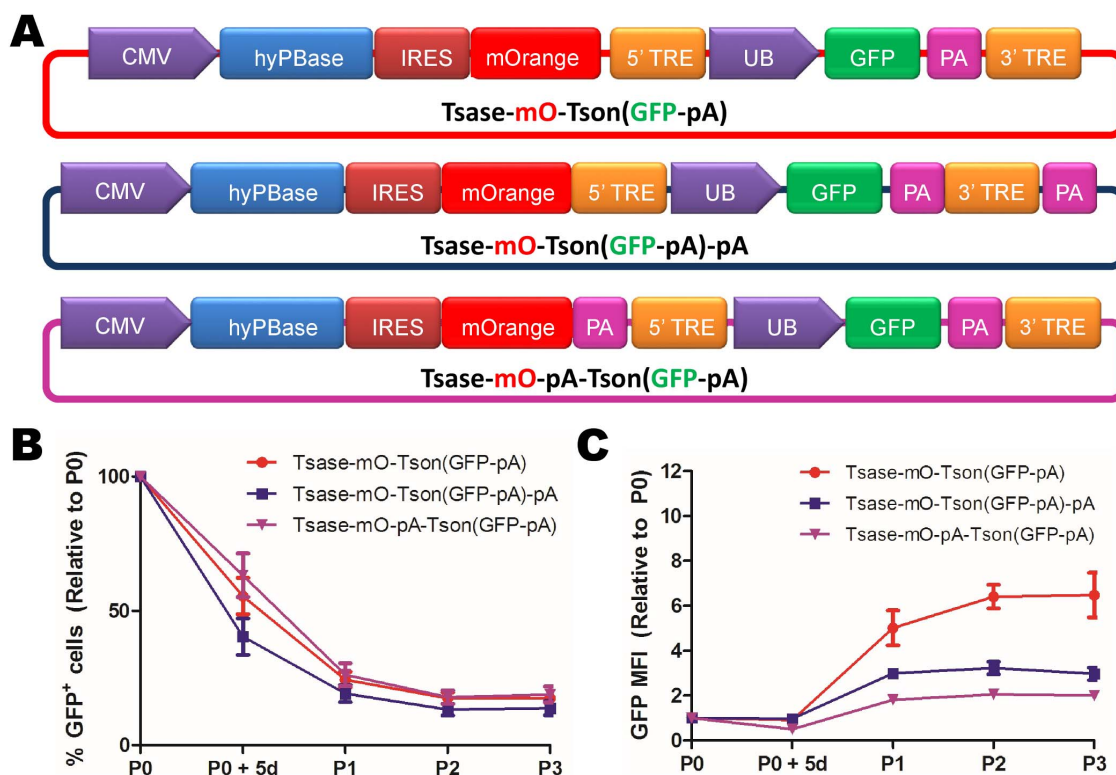 A
CMV hyPBase IRES mOrange 5’ TRE UB GFP PA 3’ TRE
Tsase-mO-Tson(GFP-pA)
CMV hyPBase IRES mOrange 5’ TRE UB GFP PA 3’ TRE PA
Tsase-mO-Tson(GFP-pA)-pA
CMV hyPBase IRES mOrange PA 5’ TRE UB GFP PA 3’ TRE
Tsase-mO-pA-Tson(GFP-pA)
B
% GFP+ cells (Relative to P0)
100
50
0
Tsase-mO-Tson(GFP-pA)
Tsase-mO-Tson(GFP-pA)-pA
Tsase-mO-pA-Tson(GFP-pA)
P0 P0 + 5d P1 P2 P3
C
GFP MFI (Relative to P0)
12
10
8
6
4
2
0
Tsase-mO-Tson(GFP-pA)
Tsase-mO-Tson(GFP-pA)-pA
Tsase-mO-pA-Tson(GFP-pA)
P0 P0 + 5d P1 P2 P3